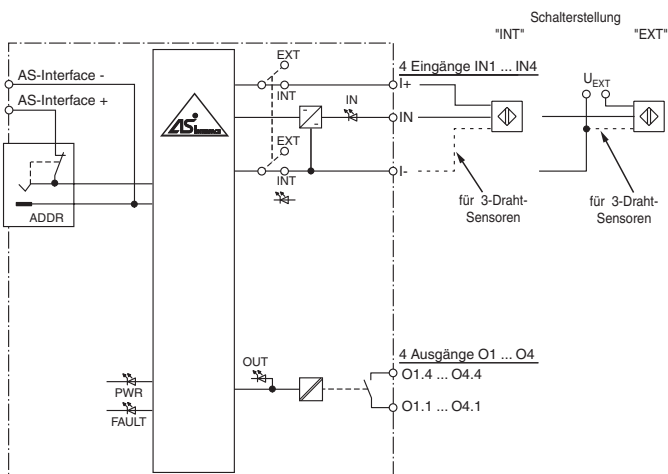 Schalterstellung
"INT"
"EXT"
EXT
4 Eingänge IN1 ... IN4
U EXT
AS-Interface -
I+
INT
AS-Interface +
IN
IN
ASi
INTERFACE
EXT
I-
INT
für 3-Draht-
Sensoren
für 3-Draht-
Sensoren
ADDR
4 Ausgänge O1 ... O4
OUT
O1.4 ... O4.4
PWR
O1.1 ... O4.1
FAULT